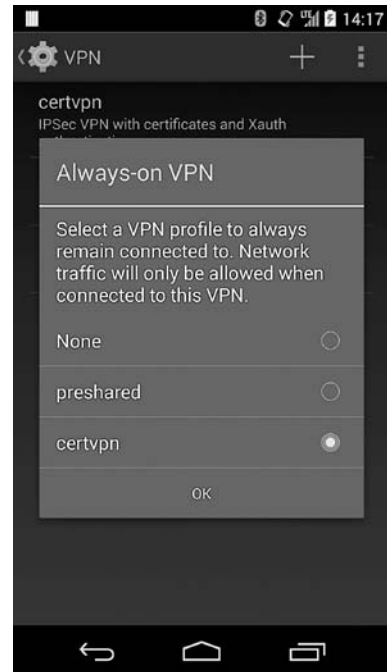 LTE 14:17
VPN
certvpn
IPSec VPN with certificates and Xauth
Always-on VPN
Select a VPN profile to always
remain connected to. Network
traffic will only be allowed when
connected to this VPN.
None
preshared
certvpn
OK